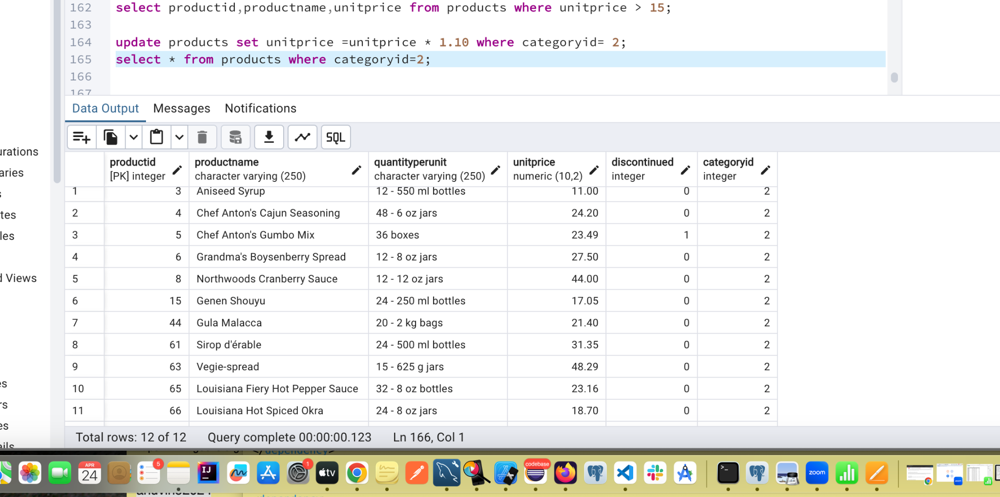 162 select productid,productname,unitprice from products where unitprice > 15;
163
164 update products set unitprice =unitprice * 1.10 where categoryid= 2;
165 select * from products where categoryid=2;
166
167
Data Output Messages Notifications
SQL
urations
aries
s
tes
les
d Views
es
rs
es
ails
productid productname quantityperunit unitprice discontinued categoryid
[PK] integer character varying (250) character varying (250) numeric (10,2) integer integer
1 3 Aniseed Syrup 12 - 550 ml bottles 11.00 0 2
2 4 Chef Anton's Cajun Seasoning 48 - 6 oz jars 24.20 0 2
3 5 Chef Anton's Gumbo Mix 36 boxes 23.49 1 2
4 6 Grandma's Boysenberry Spread 12 - 8 oz jars 27.50 0 2
5 8 Northwoods Cranberry Sauce 12 - 12 oz jars 44.00 0 2
6 15 Genen Shouyu 24 - 250 ml bottles 17.05 0 2
7 44 Gula Malacca 20 - 2 kg bags 21.40 0 2
8 61 Sirop d'érable 24 - 500 ml bottles 31.35 0 2
9 63 Vegie-spread 15 - 625 g jars 48.29 0 2
10 65 Louisiana Fiery Hot Pepper Sauce 32 - 8 oz bottles 23.16 0 2
11 66 Louisiana Hot Spiced Okra 24 - 8 oz jars 18.70 0 2
Total rows: 12 of 12 Query complete 00:00:00.123 Ln 166, Col 1
</dependency>
APR
24
5
IJ
1
tv
codebase
zoom